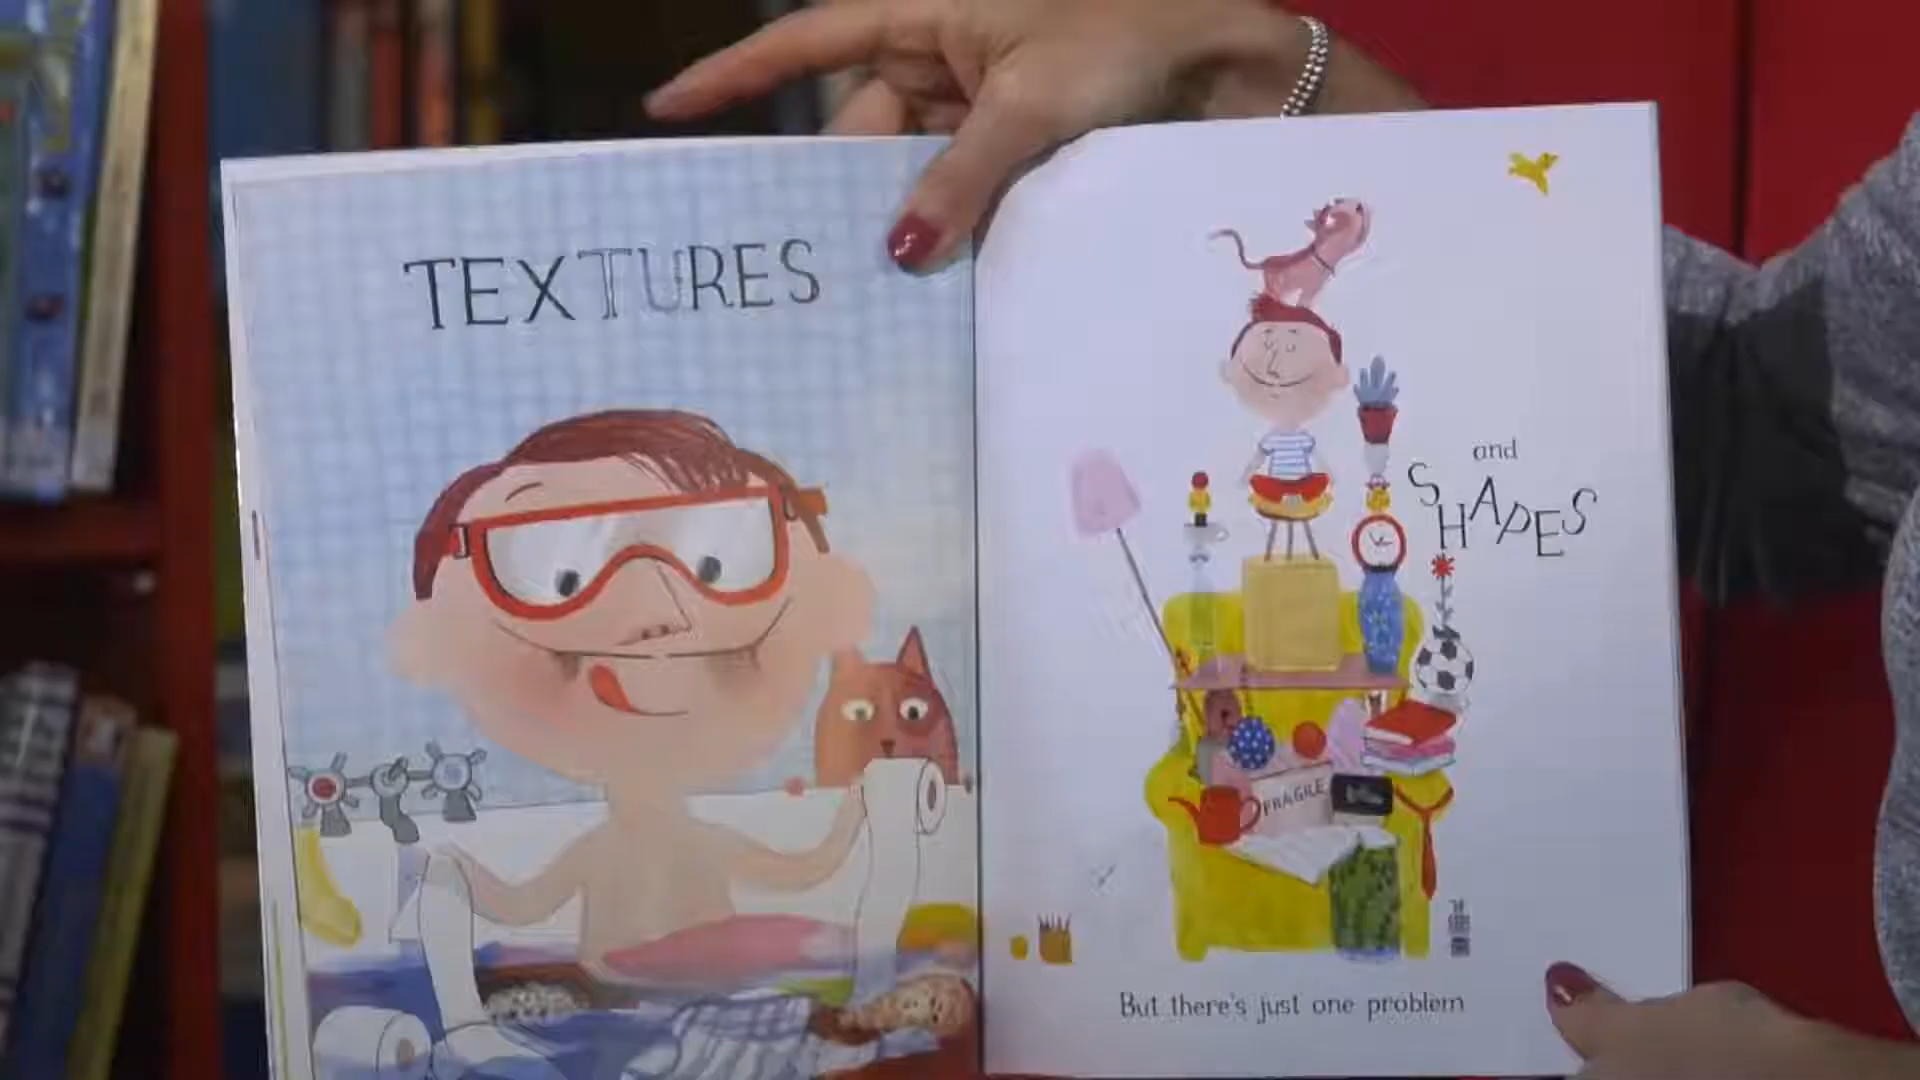 TEXTURES
and
SHAPES
FRAGILE
But there's just one problem